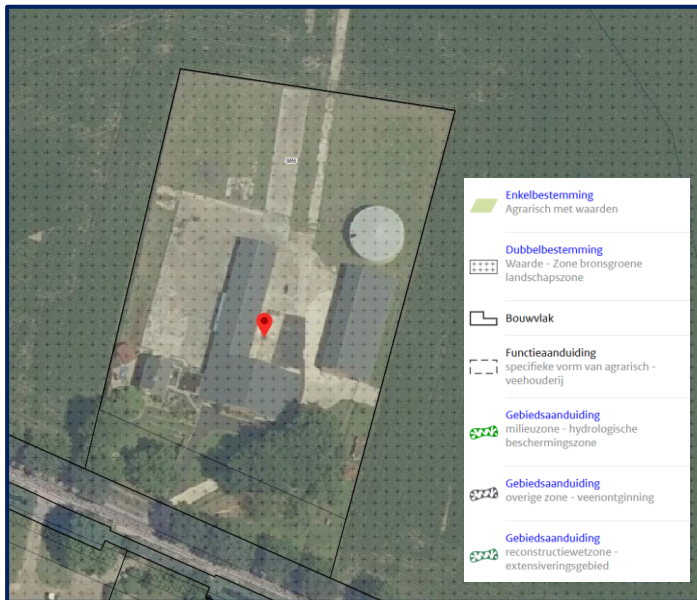 986
Enkelbestemming
Agrarisch met waarden
Dubbelbestemming
Waarde - Zone bronsgroene
landschapszone
Bouwvlak
Functieaanduiding
specifieke vorm van agrarisch -
veehouderij
Gebiedsaanduiding
milieuzone - hydrologische
beschermingszone
Gebiedsaanduiding
overige zone - veenontginning
Gebiedsaanduiding
reconstructiewetzone -
extensiveringsgebied